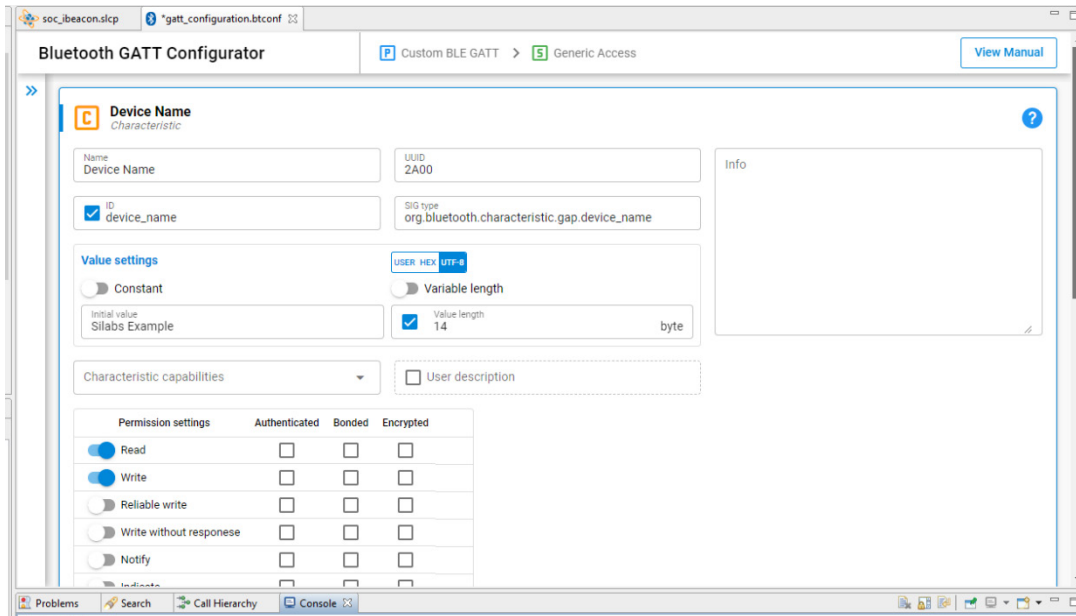 soc_ibeacon.slcp
*gatt_configuration.btconf
Bluetooth GATT Configurator
P Custom BLE GATT > S Generic Access
View Manual
C
Device Name
Characteristic
?
Name
Device Name
UUID
2A00
Info
ID
device_name
SIG type
org.bluetooth.characteristic.gap.device_name
Value settings
USER HEX UTF-8
Constant
Variable length
Initial value
Silabs Example
Value length
14
byte
Characteristic capabilities
User description
Permission settings Authenticated Bonded Encrypted
Read
Write
Reliable write
Write without responese
Notify
Indicate
Problems Search Call Hierarchy Console